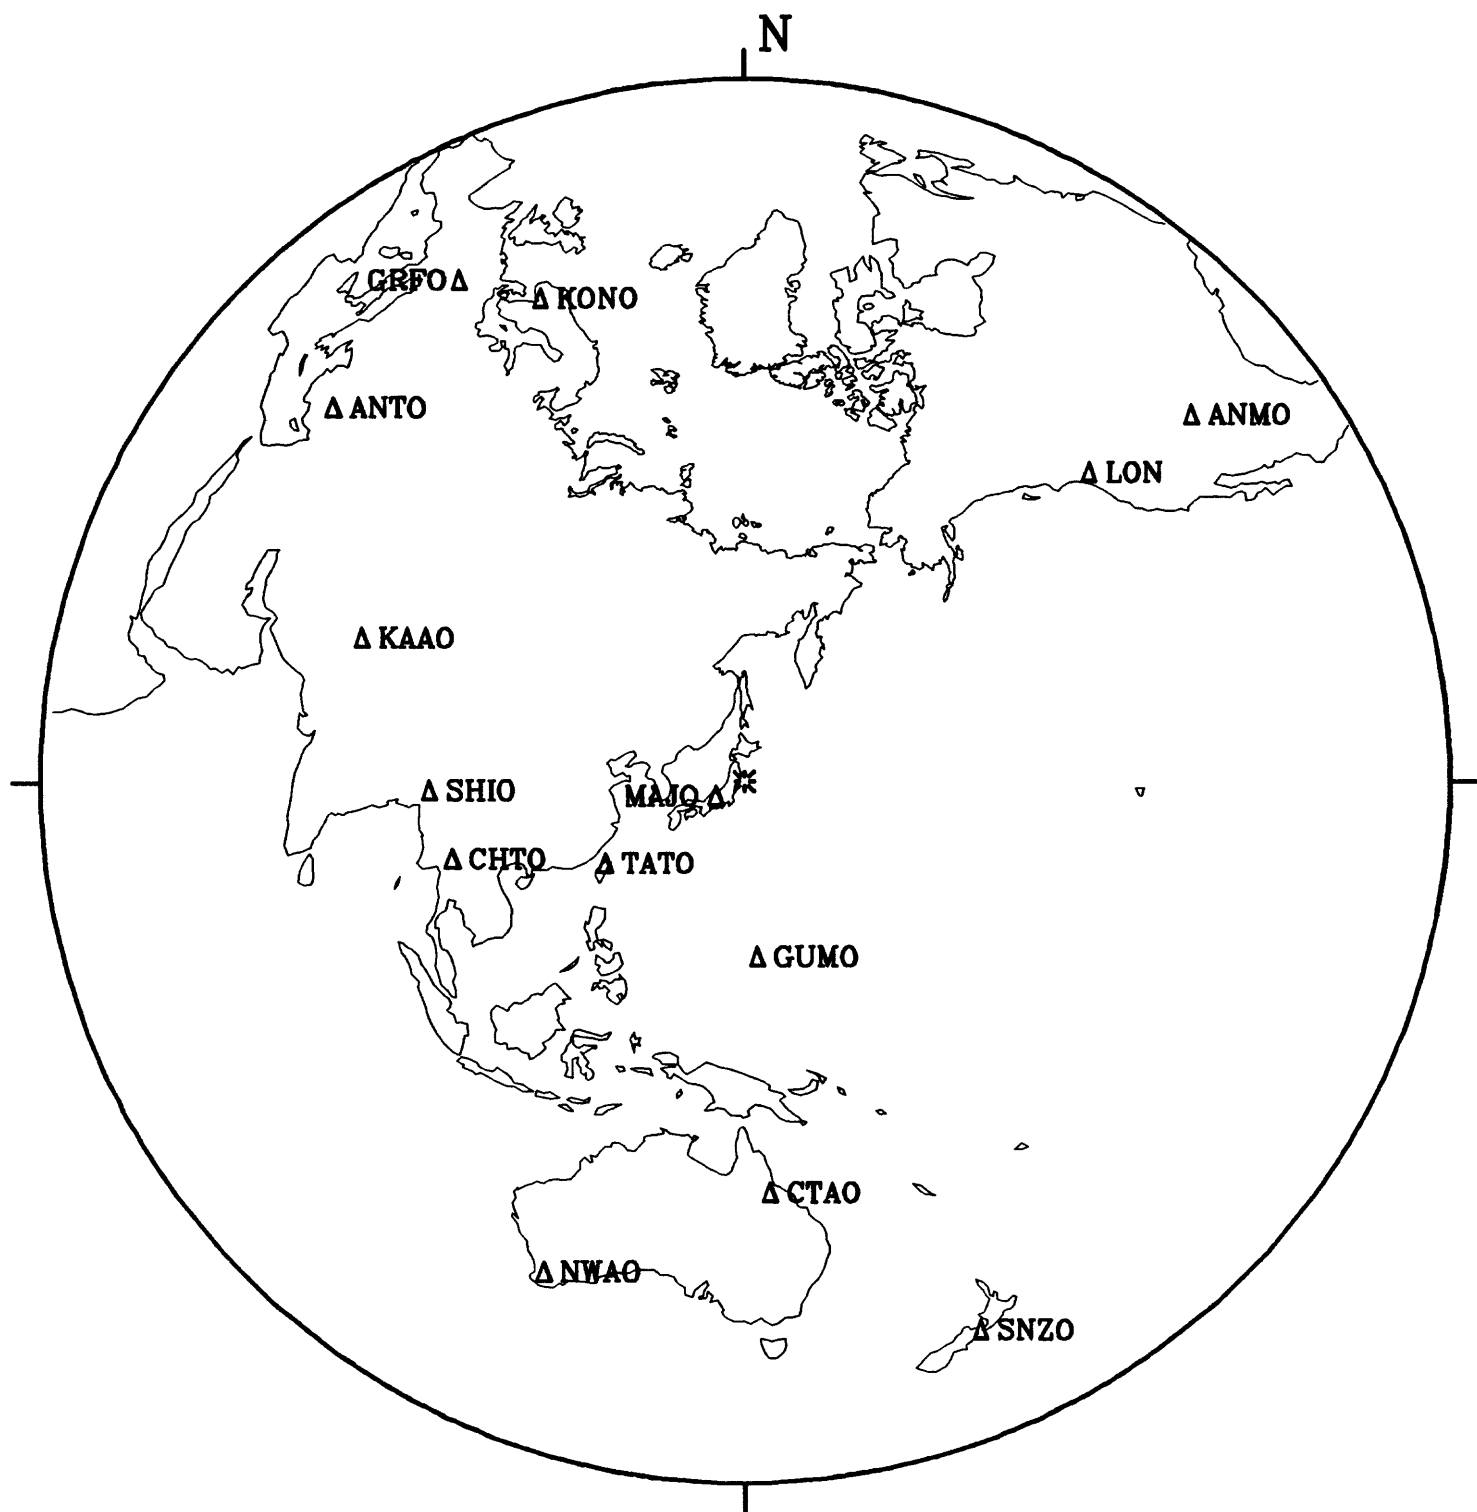 N
GRFO
KONO
ANTO
ANMO
LON
KAAO
SHIO
MAJO
CHTO
TATO
GUMO
CTAO
NWAO
SNZO